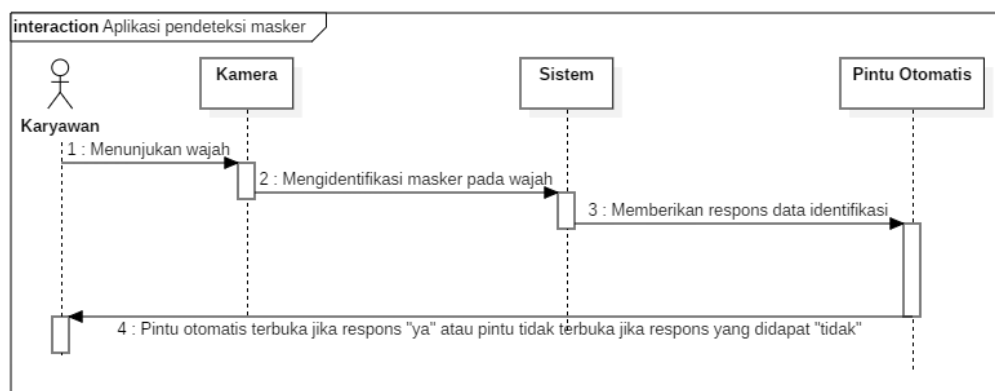 interaction Aplikasi pendeteksi masker
Kamera
Sistem
Pintu Otomatis
Karyawan
1 : Menunjukan wajah
2 : Mengidentifikasi masker pada wajah
3 : Memberikan respons data identifikasi
4 : Pintu otomatis terbuka jika respons "ya" atau pintu tidak terbuka jika respons yang didapat "tidak"